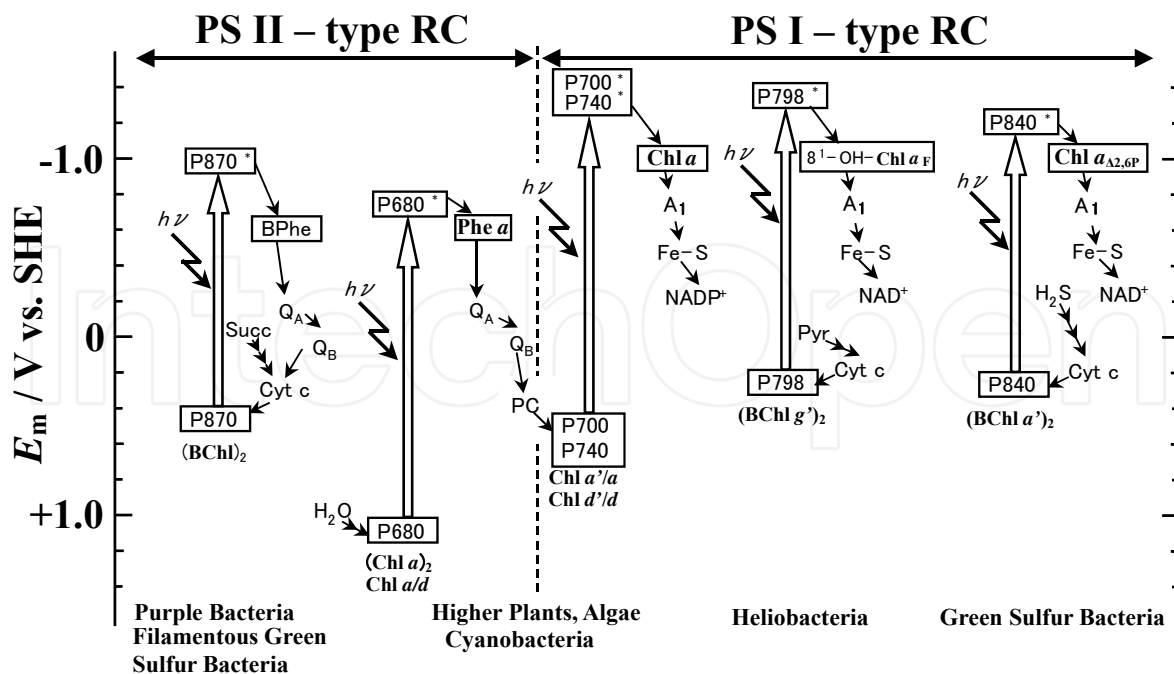 PS II – type RC
PS I – type RC
Em / V vs. SHE
-1.0
0
+1.0
P870 *
hν
BPhe
QA
QB
Succ
Cyt c
P870
(BChl)2
P680 *
hν
Phe a
QA
QB
PC
H2O
P680
(Chl a)2
Chl a/d
P700 *
P740 *
hν
Chl a
A1
Fe-S
NADP+
P700
P740
Chl a’/a
Chl d’/d
P798 *
hν
8¹-OH-Chl a F
A1
Fe-S
NAD+
Pyr
Cyt c
P798
(BChl g’)2
P840 *
hν
Chl aΔ2,6P
A1
Fe-S
NAD+
H2S
Cyt c
P840
(BChl a’)2
Purple Bacteria
Filamentous Green
Sulfur Bacteria
Higher Plants, Algae
Cyanobacteria
Heliobacteria
Green Sulfur Bacteria
IntechOpen